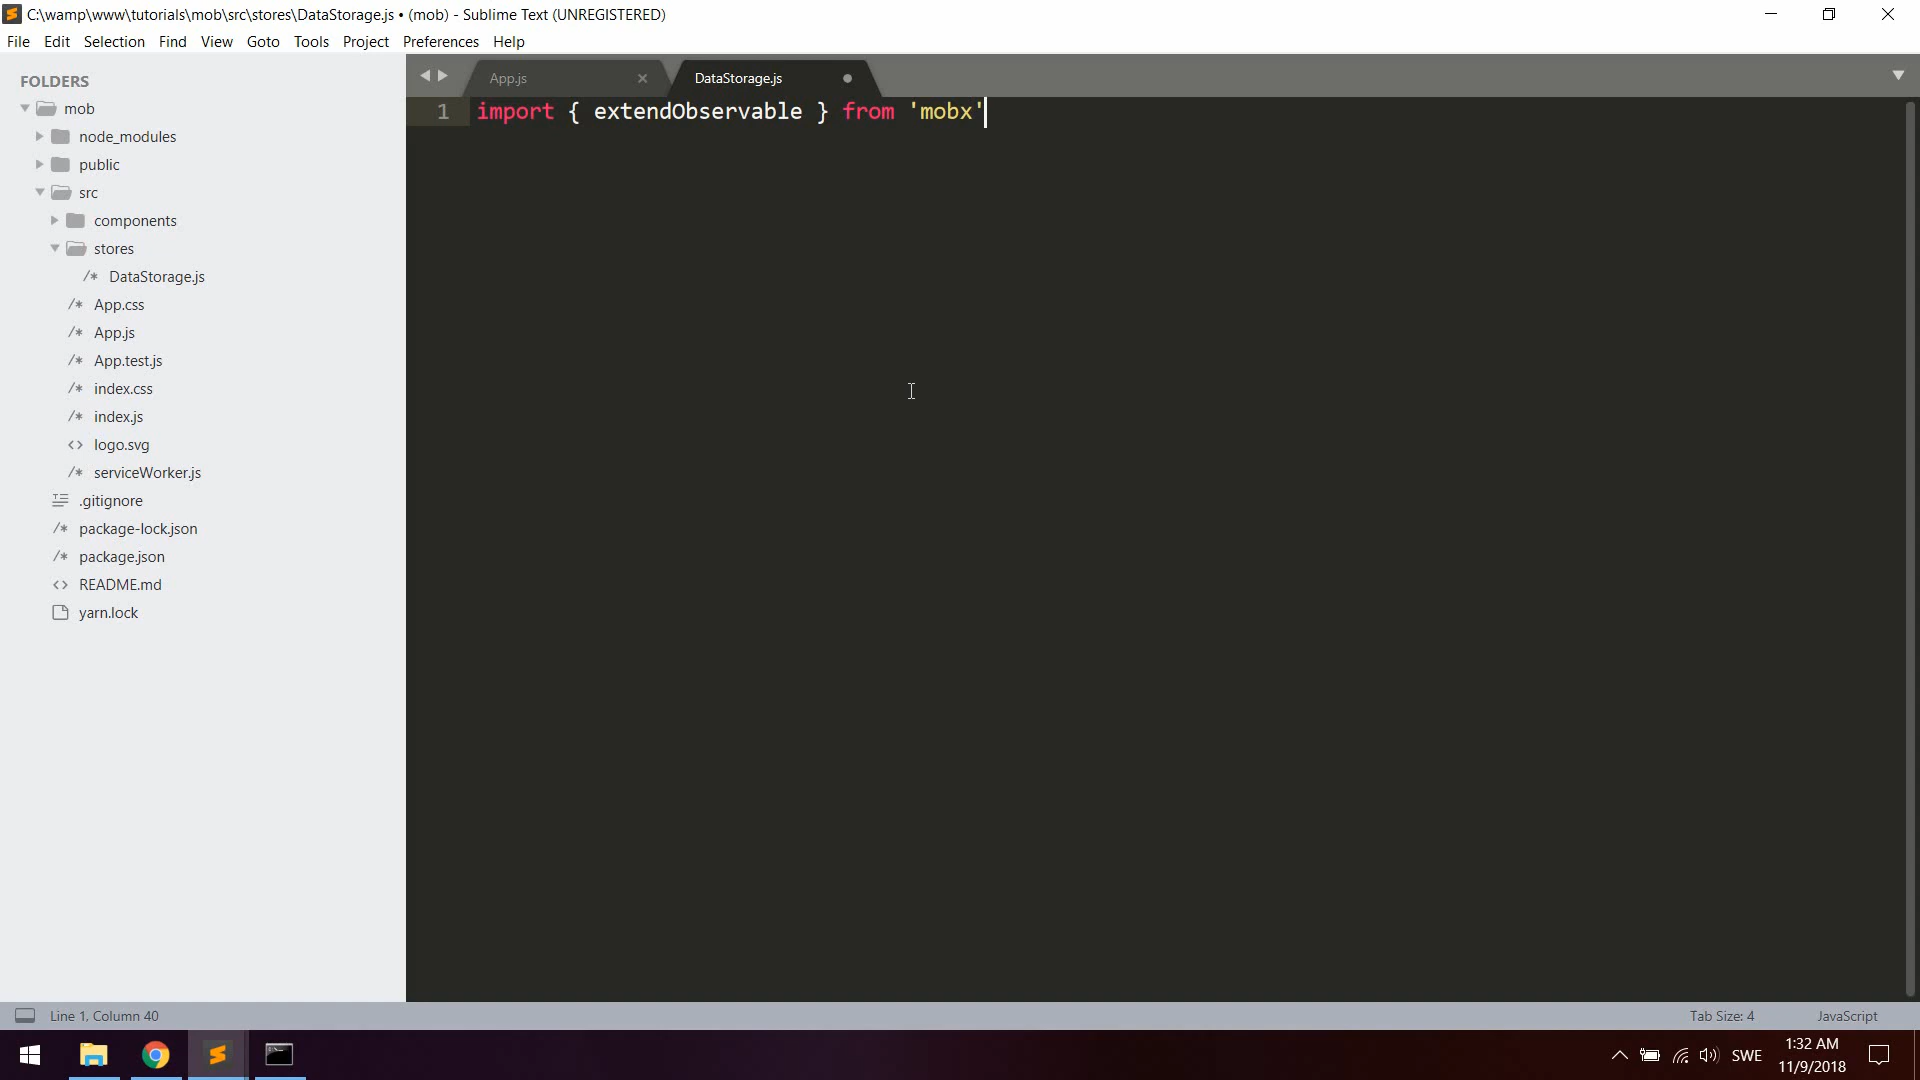 C:\wamp\www\tutorials\mob\src\stores\DataStorage.js • (mob) - Sublime Text (UNREGISTERED)
File Edit Selection Find View Goto Tools Project Preferences Help
FOLDERS
mob
node_modules
public
src
components
stores
/* DataStorage.js
/* App.css
/* App.js
/* App.test.js
/* index.css
/* index.js
<> logo.svg
/* serviceWorker.js
.gitignore
/* package-lock.json
/* package.json
<> README.md
yarn.lock
App.js DataStorage.js
1 import { extendObservable } from 'mobx'
Line 1, Column 40 Tab Size: 4 JavaScript
SWE 1:32 AM
11/9/2018